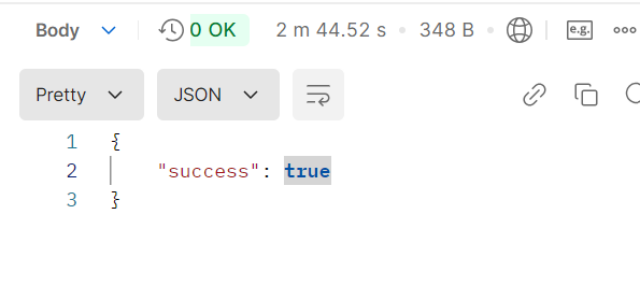 Body 0 OK 2 m 44.52 s 348 B e.g.
Pretty JSON
1 {
2 "success": true
3 }